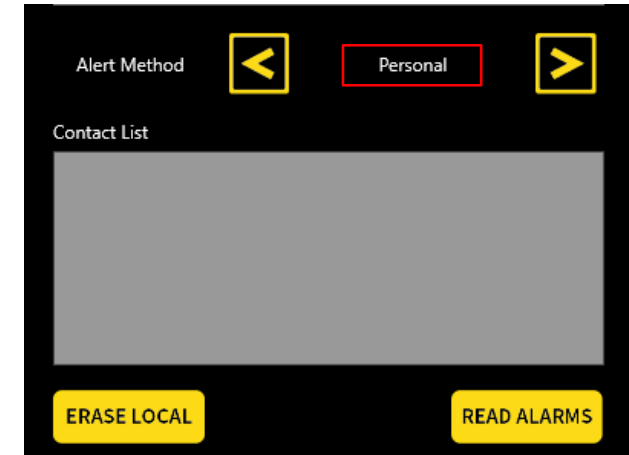 Alert Method < Personal >
Contact List
ERASE LOCAL READ ALARMS